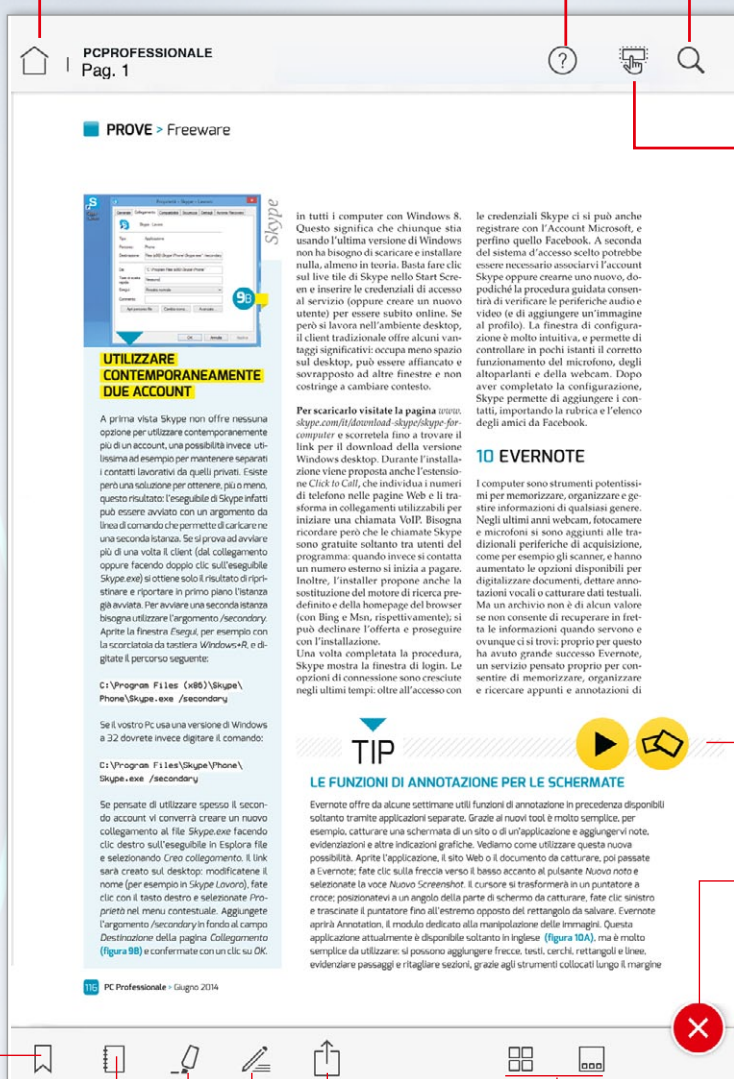 PCPROFESSIONALE
Pag. 1
PROVE > Freeware
Skype
9B
UTILIZZARE
CONTEMPORANEAMENTE
DUE ACCOUNT
A prima vista Skype non offre nessuna
opzione per utilizzare contemporanemente
più di un account, una possibilità invece uti-
lissima ad esempio per mantenere separati
i contatti lavorativi da quelli privati. Esiste
però una soluzione per ottenere, più o meno,
questo risultato: l'eseguibile di Skype infatti
può essere avviato con un argomento da
linea di comando che permette di caricare ne
una seconda istanza. Se si prova ad avviare
più di una volta il client (dal collegamento
oppure facendo doppio clic sull'eseguibile
Skype.exe) si ottiene solo il risultato di ripri-
stinare e riportare in primo piano l'istanza
già avviata. Per avviare una seconda istanza
bisogna utilizzare l'argomento /secondary.
Aprite la finestra Esegui, per esempio con
la scorciatoia da tastiera Windows+R, e di-
gitate il percorso seguente:
C:\Program Files (x86)\Skype\
Phone\Skype.exe /secondary
Se il vostro Pc usa una versione di Windows
a 32 dovrete invece digitare il comando:
C:\Program Files\Skype\Phone\
Skype.exe /secondary
Se pensate di utilizzare spesso il secon-
do account vi converrà creare un nuovo
collegamento al file Skype.exe facendo
clic destro sull'eseguibile in Esplora file
e selezionando Crea collegamento. Il link
sarà creato sul desktop: modificatene il
nome (per esempio in Skype Lavoro), fate
clic con il tasto destro e selezionate Pro-
prietà nel menu contestuale. Aggiungete
l'argomento /secondary in fondo al campo
Destinazione della pagina Collegamento
(figura 9B) e confermate con un clic su OK.
in tutti i computer con Windows 8.
Questo significa che chiunque stia
usando l'ultima versione di Windows
non ha bisogno di scaricare e installare
nulla, almeno in teoria. Basta fare clic
sul live tile di Skype nello Start Scre-
en e inserire le credenziali di accesso
al servizio (oppure creare un nuovo
utente) per essere subito online. Se
però si lavora nell'ambiente desktop,
il client tradizionale offre alcuni van-
taggi significativi: occupa meno spazio
sul desktop, può essere affiancato e
sovrapposto ad altre finestre e non
costringe a cambiare contesto.
Per scaricarlo visitate la pagina www.
skype.com/it/download-skype/skype-for-
computer e scorretela fino a trovare il
link per il download della versione
Windows desktop. Durante l'installa-
zione viene proposta anche l'estensio-
ne Click to Call, che individua i numeri
di telefono nelle pagine Web e li tra-
sforma in collegamenti utilizzabili per
iniziare una chiamata VoIP. Bisogna
ricordare però che le chiamate Skype
sono gratuite soltanto tra utenti del
programma: quando invece si contatta
un numero esterno si inizia a pagare.
Inoltre, l'installer propone anche la
sostituzione del motore di ricerca pre-
definito e della homepage del browser
(con Bing e Msn, rispettivamente); si
può declinare l'offerta e proseguire
con l'installazione.
Una volta completata la procedura,
Skype mostra la finestra di login. Le
opzioni di connessione sono cresciute
negli ultimi tempi: oltre all'accesso con
le credenziali Skype ci si può anche
registrare con l'Account Microsoft, e
perfino quello Facebook. A seconda
del sistema d'accesso scelto potrebbe
essere necessario associarvi l'account
Skype oppure crearne uno nuovo, do-
podiché la procedura guidata consen-
tirà di verificare le periferiche audio e
video (e di aggiungere un'immagine
al profilo). La finestra di configura-
zione è molto intuitiva, e permette di
controllare in pochi istanti il corretto
funzionamento del microfono, degli
altoparlanti e della webcam. Dopo
aver completato la configurazione,
Skype permette di aggiungere i con-
tatti, importando la rubrica e l'elenco
degli amici da Facebook.
10 EVERNOTE
I computer sono strumenti potentissi-
mi per memorizzare, organizzare e ge-
stire informazioni di qualsiasi genere.
Negli ultimi anni webcam, fotocamere
e microfoni si sono aggiunti alle tra-
dizionali periferiche di acquisizione,
come per esempio gli scanner, e hanno
aumentato le opzioni disponibili per
digitalizzare documenti, dettare anno-
tazioni vocali o catturare dati testuali.
Ma un archivio non è di alcun valore
se non consente di recuperare in fret-
ta le informazioni quando servono e
ovunque ci si trovi: proprio per questo
ha avuto grande successo Evernote,
un servizio pensato proprio per con-
sentire di memorizzare, organizzare
e ricercare appunti e annotazioni di
TIP
LE FUNZIONI DI ANNOTAZIONE PER LE SCHERMATE
Evernote offre da alcune settimane utili funzioni di annotazione in precedenza disponibili
soltanto tramite applicazioni separate. Grazie ai nuovi tool è molto semplice, per
esempio, catturare una schermata di un sito o di un'applicazione e aggiungervi note,
evidenziazioni e altre indicazioni grafiche. Vediamo come utilizzare questa nuova
possibilità. Aprite l'applicazione, il sito Web o il documento da catturare, poi passate
a Evernote; fate clic sulla freccia verso il basso accanto al pulsante Nuova nota e
selezionate la voce Nuovo Screenshot. Il cursore si trasformerà in un puntatore a
croce; posizionatevi a un angolo della parte di schermo da catturare, fate clic sinistro
e trascinate il puntatore fino all'estremo opposto del rettangolo da salvare. Evernote
aprirà Annotation, il modulo dedicato alla manipolazione delle immagini. Questa
applicazione attualmente è disponibile soltanto in inglese (figura 10A), ma è molto
semplice da utilizzare: si possono aggiungere frecce, testi, cerchi, rettangoli e linee,
evidenziare passaggi e ritagliare sezioni, grazie agli strumenti collocati lungo il margine
116 PC Professionale > Giugno 2014